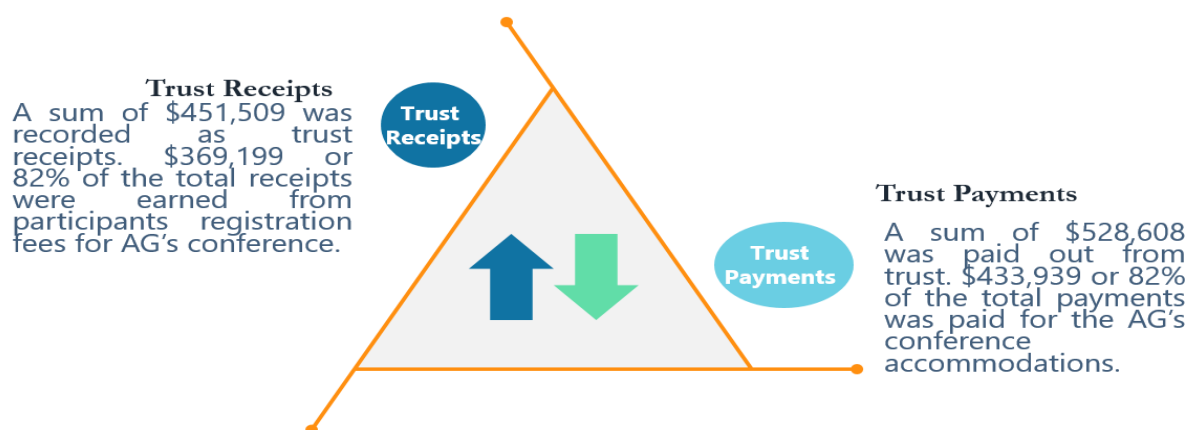 Trust Receipts
A sum of $451,509 was
recorded as trust
receipts. $369,199 or
82% of the total receipts
were earned from
participants registration
fees for AG's conference.
Trust
Receipts
Trust
Payments
Trust Payments
A sum of $528,608
was paid out from
trust. $433,939 or 82%
of the total payments
was paid for the AG's
conference
accommodations.